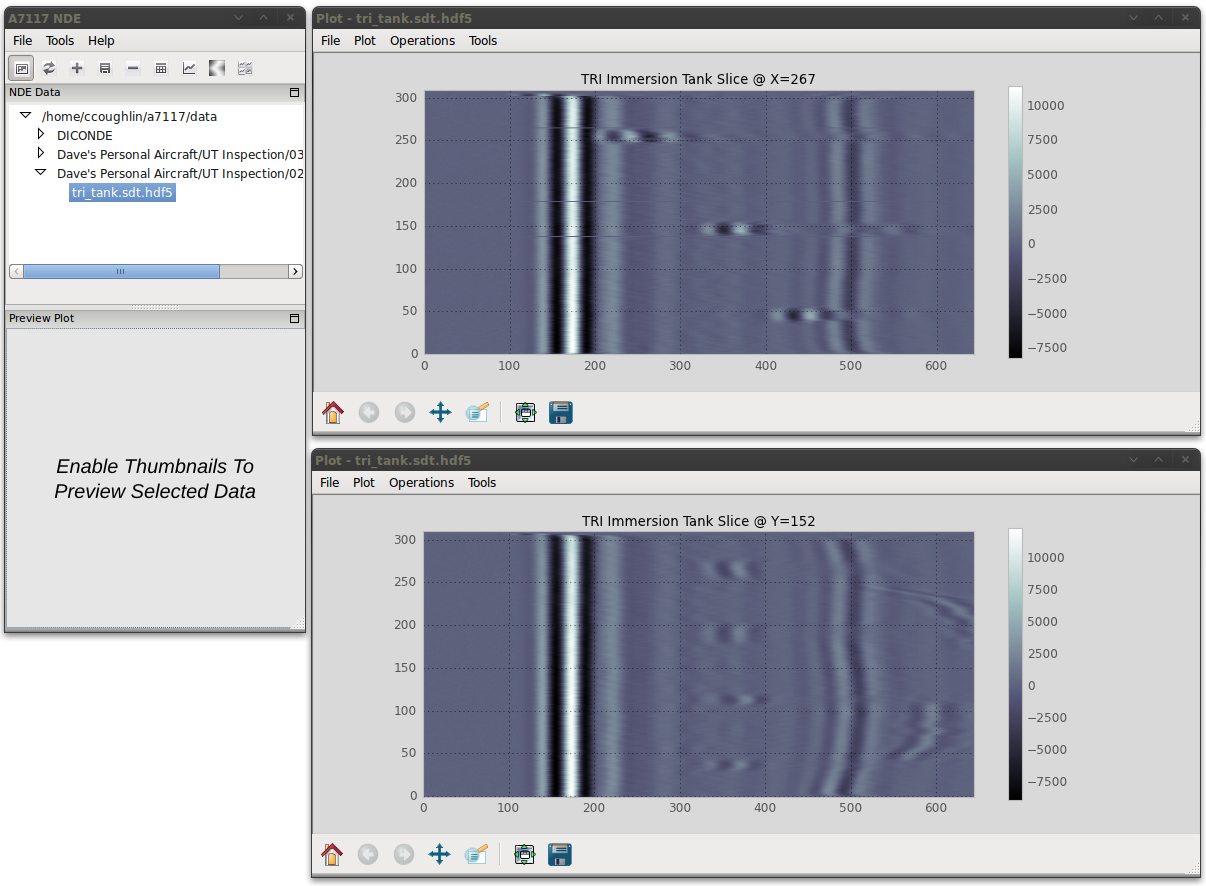 A7117 NDE
File Tools Help
NDE Data
/home/ccoughlin/a7117/data
DICONDE
Dave's Personal Aircraft/UT Inspection/03
Dave's Personal Aircraft/UT Inspection/02
tri_tank.sdt.hdf5
Preview Plot
Enable Thumbnails To
Preview Selected Data
Plot - tri_tank.sdt.hdf5
File Plot Operations Tools
TRI Immersion Tank Slice @ X=267
300
250
200
150
100
50
0
0 100 200 300 400 500 600
10000
7500
5000
2500
0
−2500
−5000
−7500
Plot - tri_tank.sdt.hdf5
File Plot Operations Tools
TRI Immersion Tank Slice @ Y=152
300
250
200
150
100
50
0
0 100 200 300 400 500 600
10000
7500
5000
2500
0
−2500
−5000
−7500